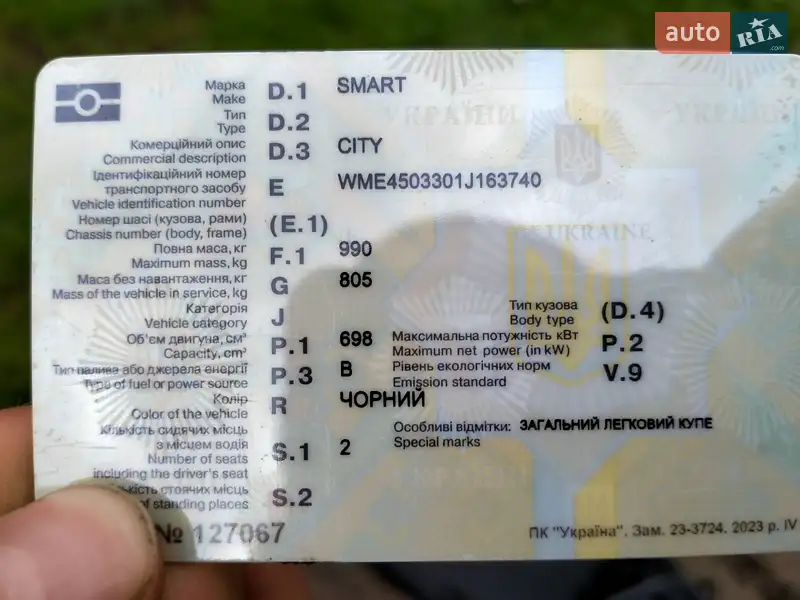 auto RIA .com
Марка D.1 SMART
Make
Тип D.2
Type
Комерційний опис D.3 CITY
Commercial description
Ідентифікаційний номер
транспортного засобу E WME4503301J163740
Vehicle identification number
Номер шасі (кузова, рами) (E.1)
Chassis number (body, frame)
Повна маса, кг F.1 990
Maximum mass, kg
Маса без навантаження, кг G 805
Mass of the vehicle in service, kg
Категорія J Тип кузова (D.4)
Vehicle category Body type
Об'єм двигуна, см³ P.1 698 Максимальна потужність кВт P.2
Capacity, cm³ Maximum net power (in kW)
Тип палива або джерела енергії P.3 B Рівень екологічних норм V.9
Type of fuel or power source Emission standard
Колір R ЧОРНИЙ
Color of the vehicle
Кількість сидячих місць Особливі відмітки: ЗАГАЛЬНИЙ ЛЕГКОВИЙ КУПЕ
з місцем водія S.1 2 Special marks
Number of seats
including the driver's seat
стоячих місць S.2
of standing places
№ 127067
ПК "Україна". Зам. 23-3724. 2023 р. IV
УКРАЇНИ
UKRAINE